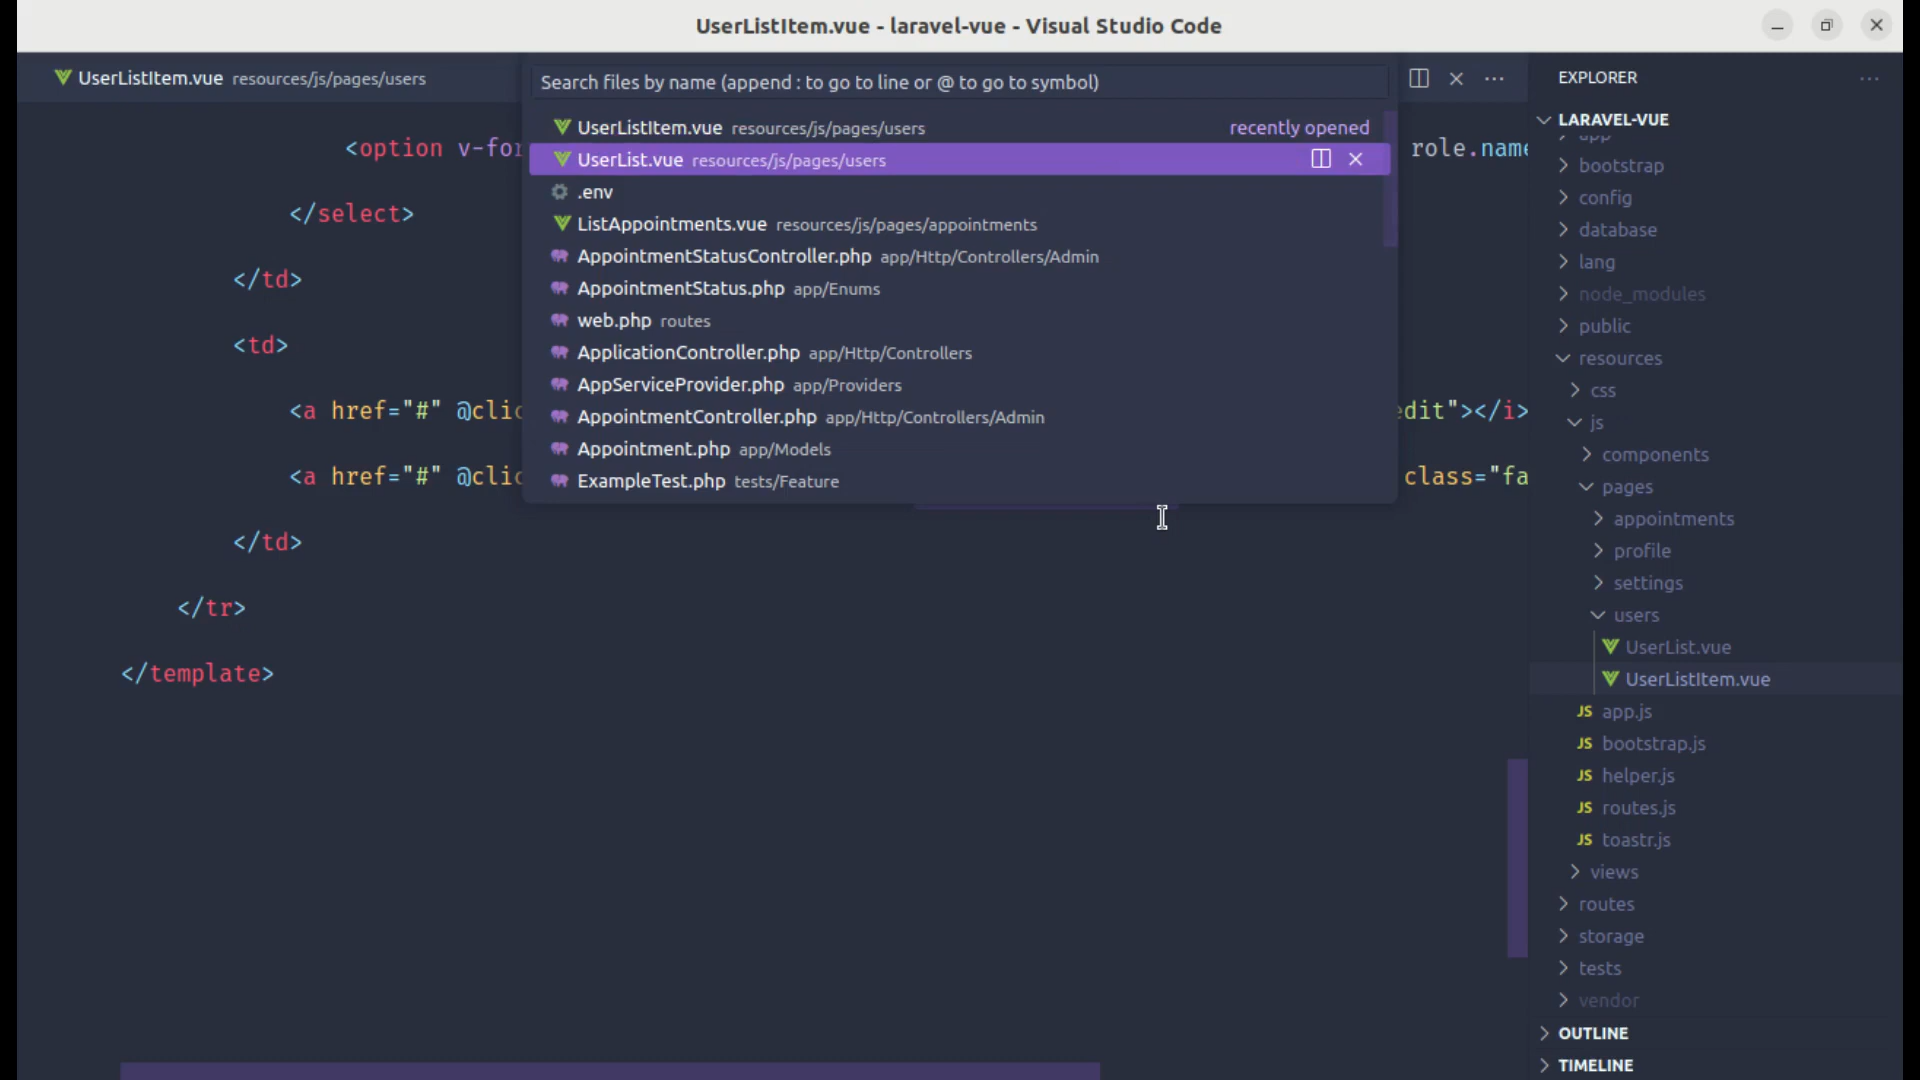 UserListItem.vue - laravel-vue - Visual Studio Code
UserListItem.vue resources/js/pages/users
Search files by name (append : to go to line or @ to go to symbol)
UserListItem.vue resources/js/pages/users recently opened
UserList.vue resources/js/pages/users
.env
ListAppointments.vue resources/js/pages/appointments
AppointmentStatusController.php app/Http/Controllers/Admin
AppointmentStatus.php app/Enums
web.php routes
ApplicationController.php app/Http/Controllers
AppServiceProvider.php app/Providers
AppointmentController.php app/Http/Controllers/Admin
Appointment.php app/Models
ExampleTest.php tests/Feature
<option v-for role.name
</select>
</td>
<td>
<a href="#" @clic edit"></i>
<a href="#" @clic class="fa
</td>
</tr>
</template>
EXPLORER
LARAVEL-VUE
app
bootstrap
config
database
lang
node_modules
public
resources
css
js
components
pages
appointments
profile
settings
users
UserList.vue
UserListItem.vue
JS app.js
JS bootstrap.js
JS helper.js
JS routes.js
JS toastr.js
views
routes
storage
tests
vendor
OUTLINE
TIMELINE